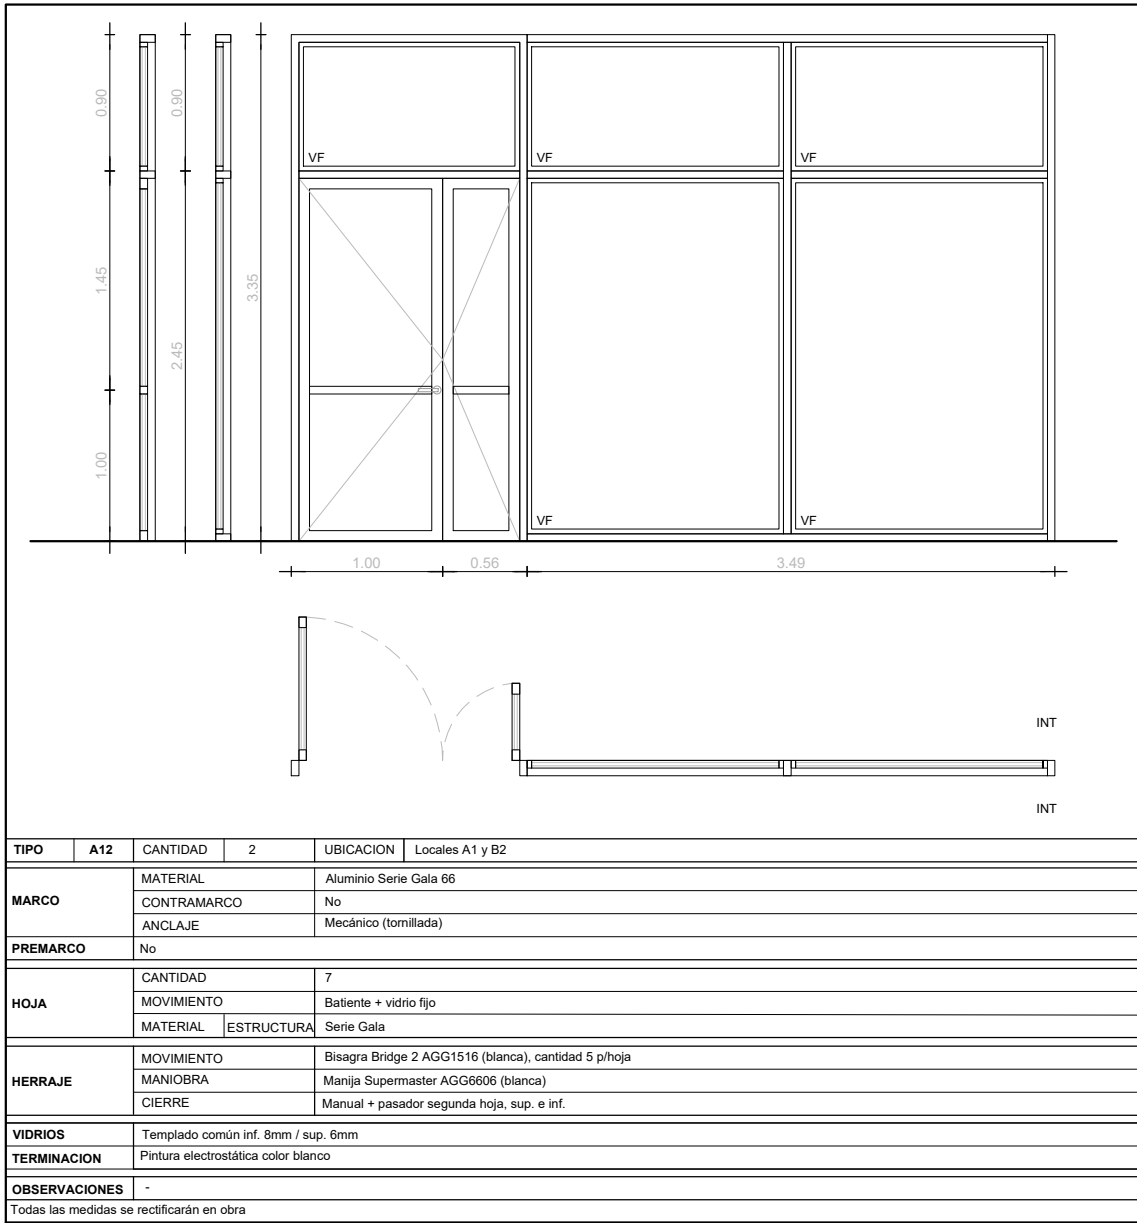 0.90
0.90
1.45
3.35
2.45
1.00
VF
VF
VF
VF
VF
1.00
0.56
3.49
INT
INT
TIPO A12 CANTIDAD 2 UBICACION Locales A1 y B2
MARCO
MATERIAL Aluminio Serie Gala 66
CONTRAMARCO No
ANCLAJE Mecánico (tornillada)
PREMARCO No
HOJA
CANTIDAD 7
MOVIMIENTO Batiente + vidrio fijo
MATERIAL ESTRUCTURA Serie Gala
HERRAJE
MOVIMIENTO Bisagra Bridge 2 AGG1516 (blanca), cantidad 5 p/hoja
MANIOBRA Manija Supermaster AGG6606 (blanca)
CIERRE Manual + pasador segunda hoja, sup. e inf.
VIDRIOS Templado común inf. 8mm / sup. 6mm
TERMINACION Pintura electrostática color blanco
OBSERVACIONES -
Todas las medidas se rectificarán en obra